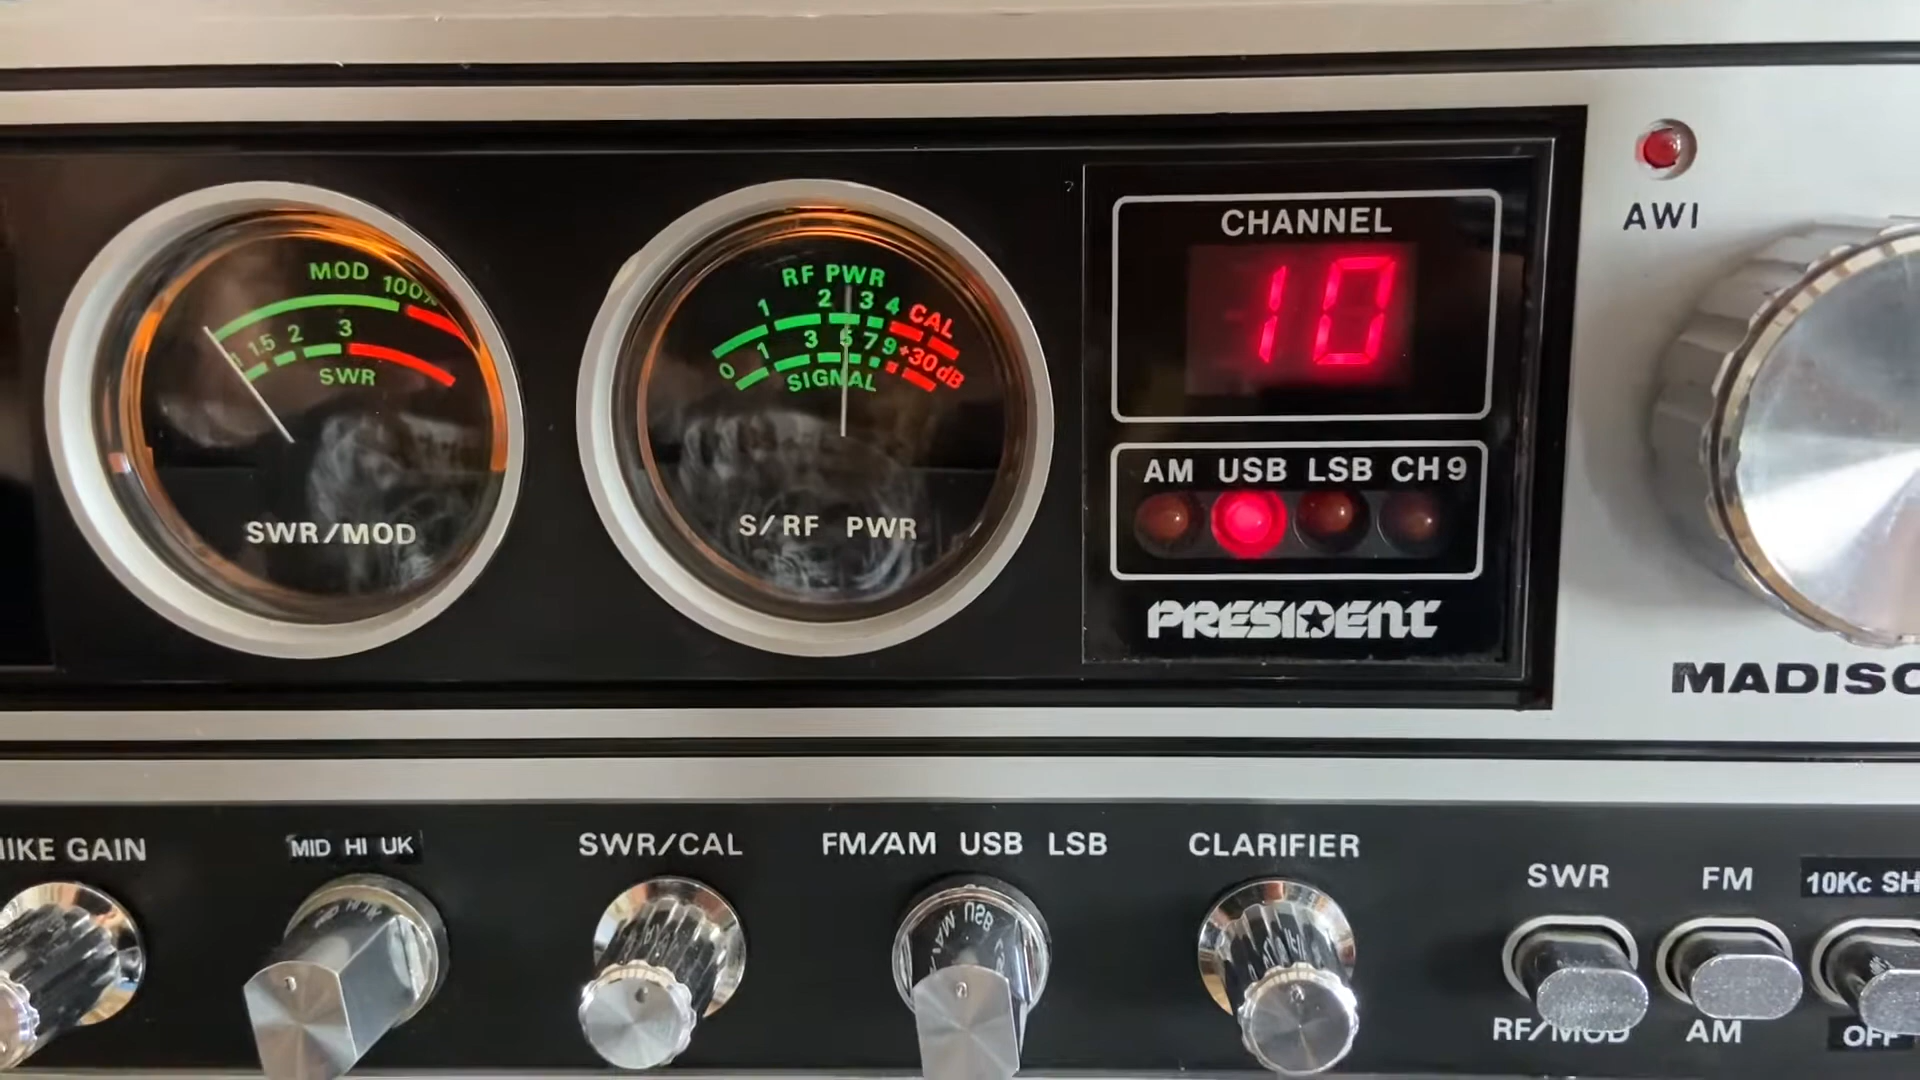 MOD 100%
1 1.5 2 3
SWR
SWR/MOD
RF PWR
1 2 3 4 CAL
0 1 3 5 7 9 +30dB
SIGNAL
S/RF PWR
CHANNEL
10
AM USB LSB CH9
PRESIDENT
AWI
MADISO
MIKE GAIN
MID HI UK
SWR/CAL
FM/AM USB LSB
CLARIFIER
SWR
RF/MOD
FM
AM
10Kc SH
OFF